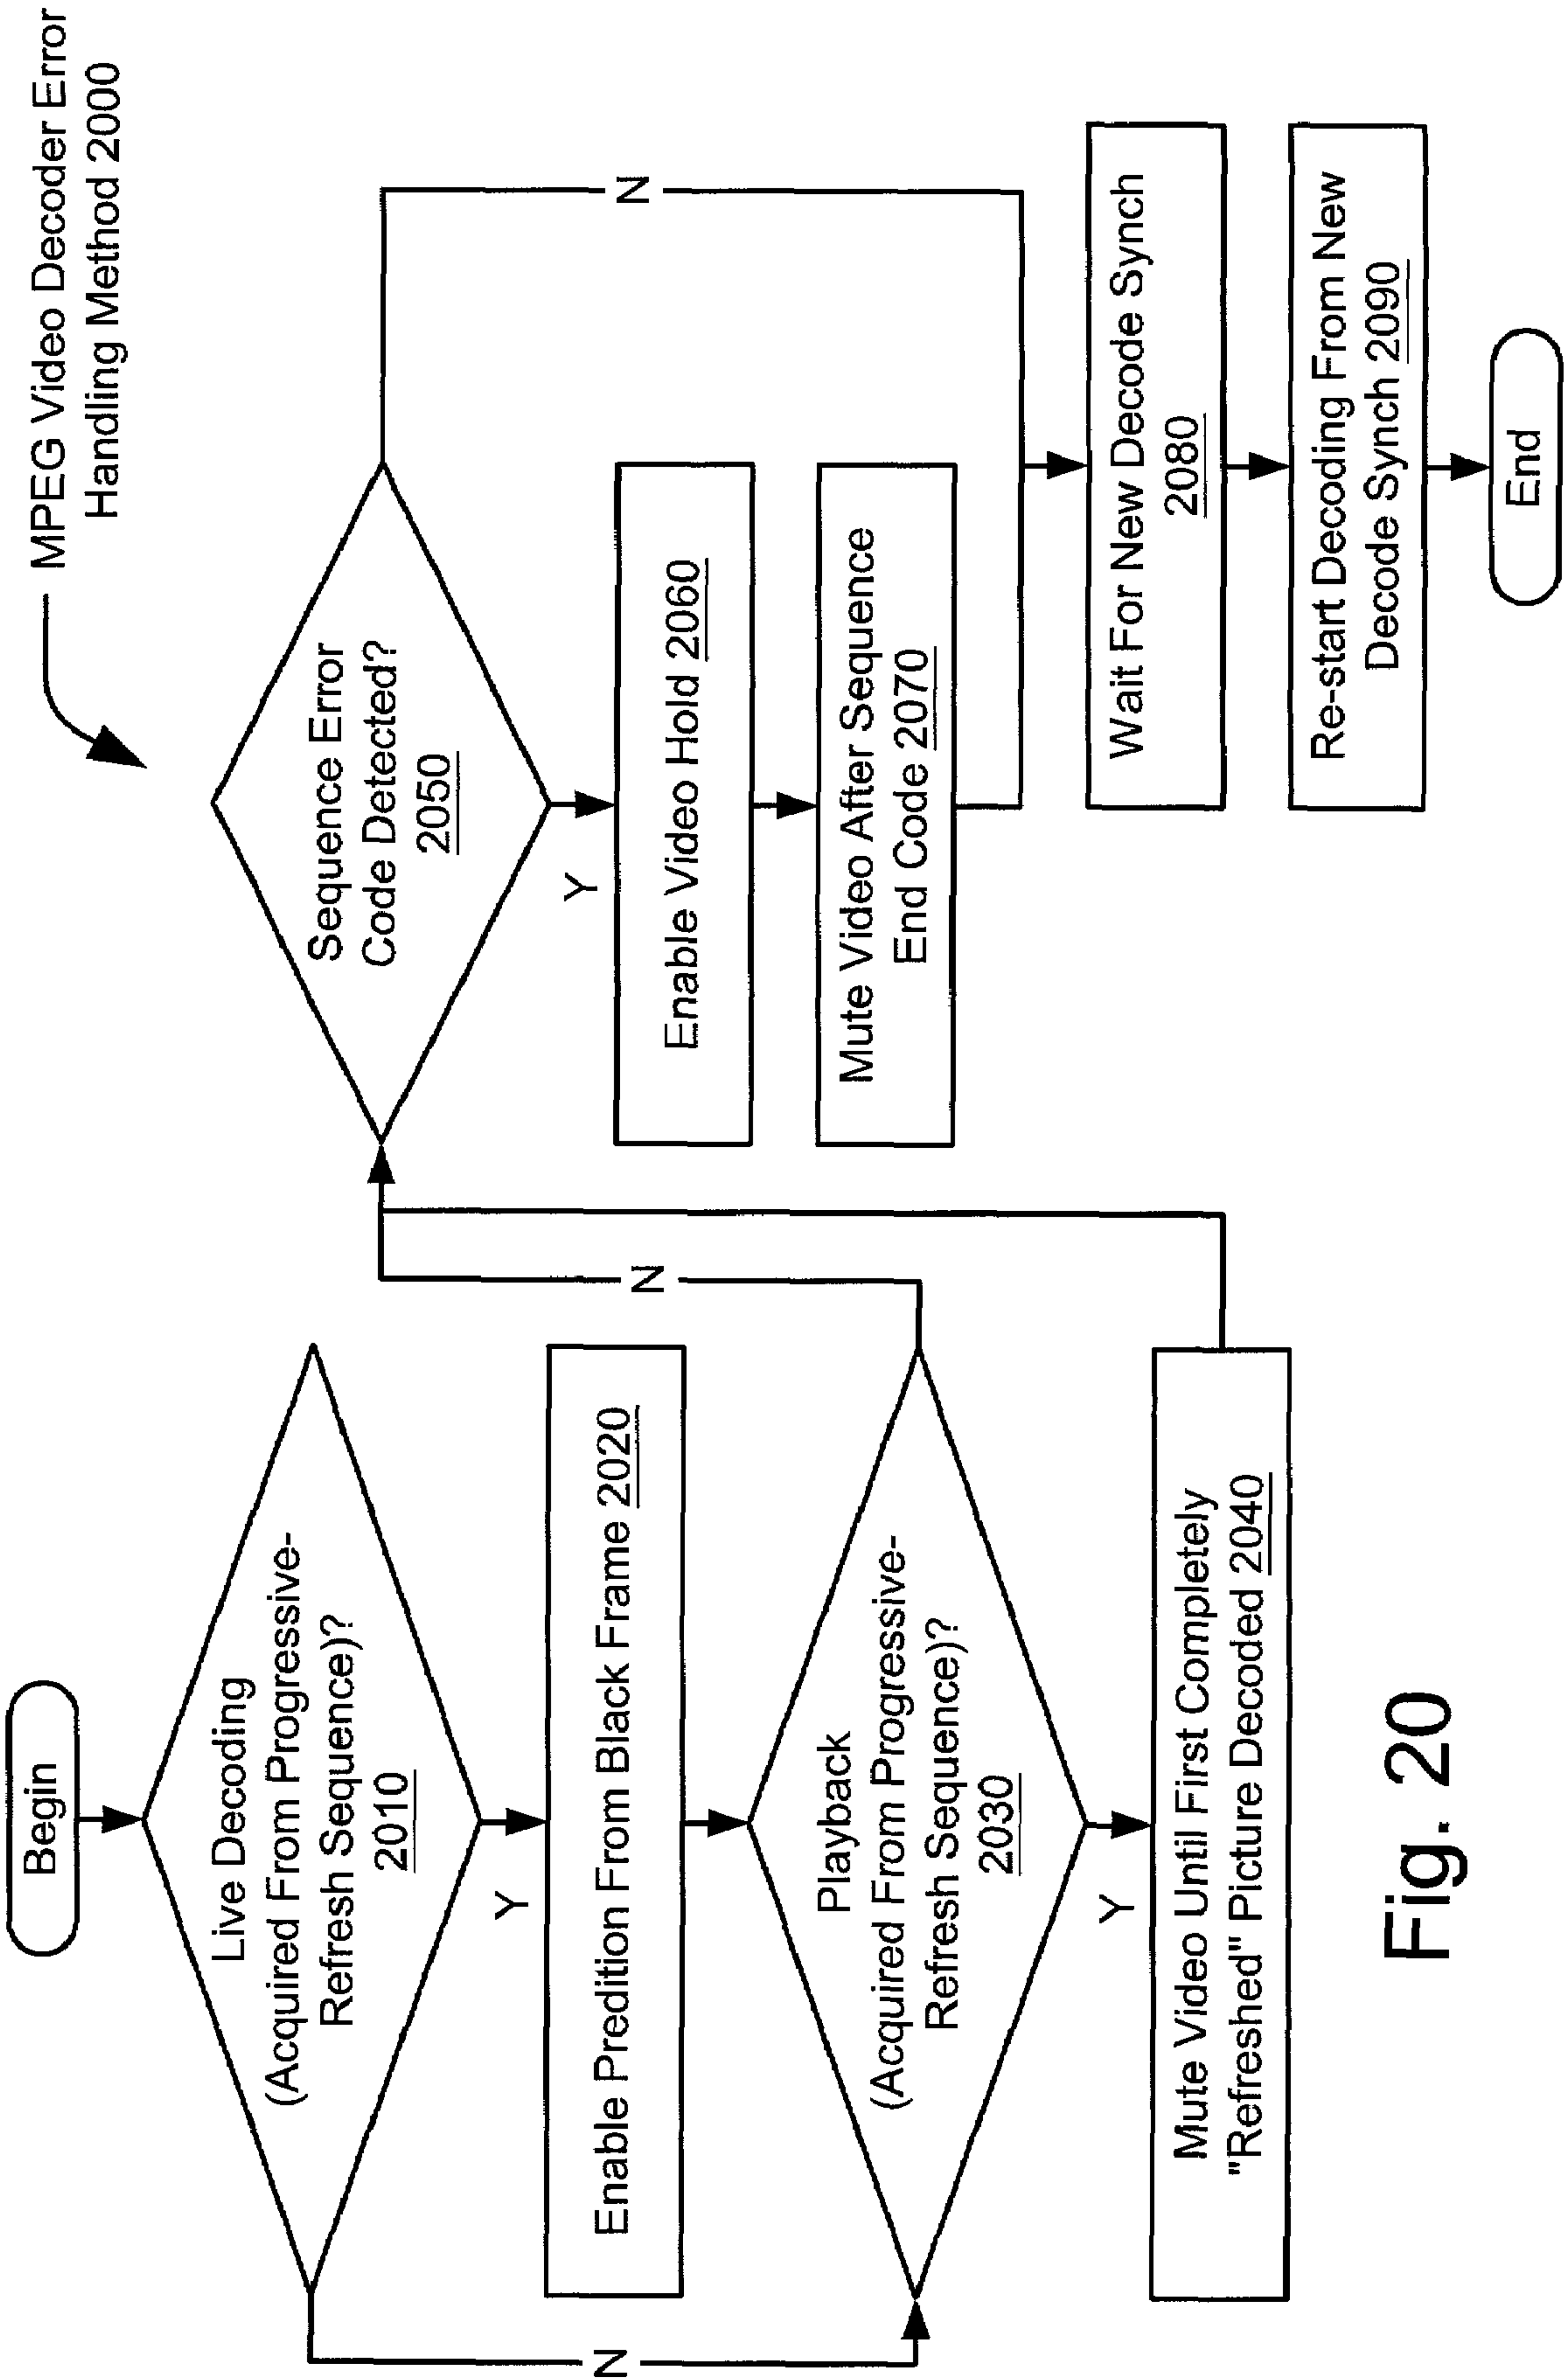 MPEG Video Decoder Error
Handling Method 2000
Begin
Live Decoding
(Acquired From Progressive-
Refresh Sequence)?
2010
N
Y
Enable Predition From Black Frame 2020
Playback
(Acquired From Progressive-
Refresh Sequence)?
2030
N
Y
Mute Video Until First Completely
"Refreshed" Picture Decoded 2040
Sequence Error
Code Detected?
2050
N
Y
Enable Video Hold 2060
Mute Video After Sequence
End Code 2070
Wait For New Decode Synch
2080
Re-start Decoding From New
Decode Synch 2090
End
Fig. 20